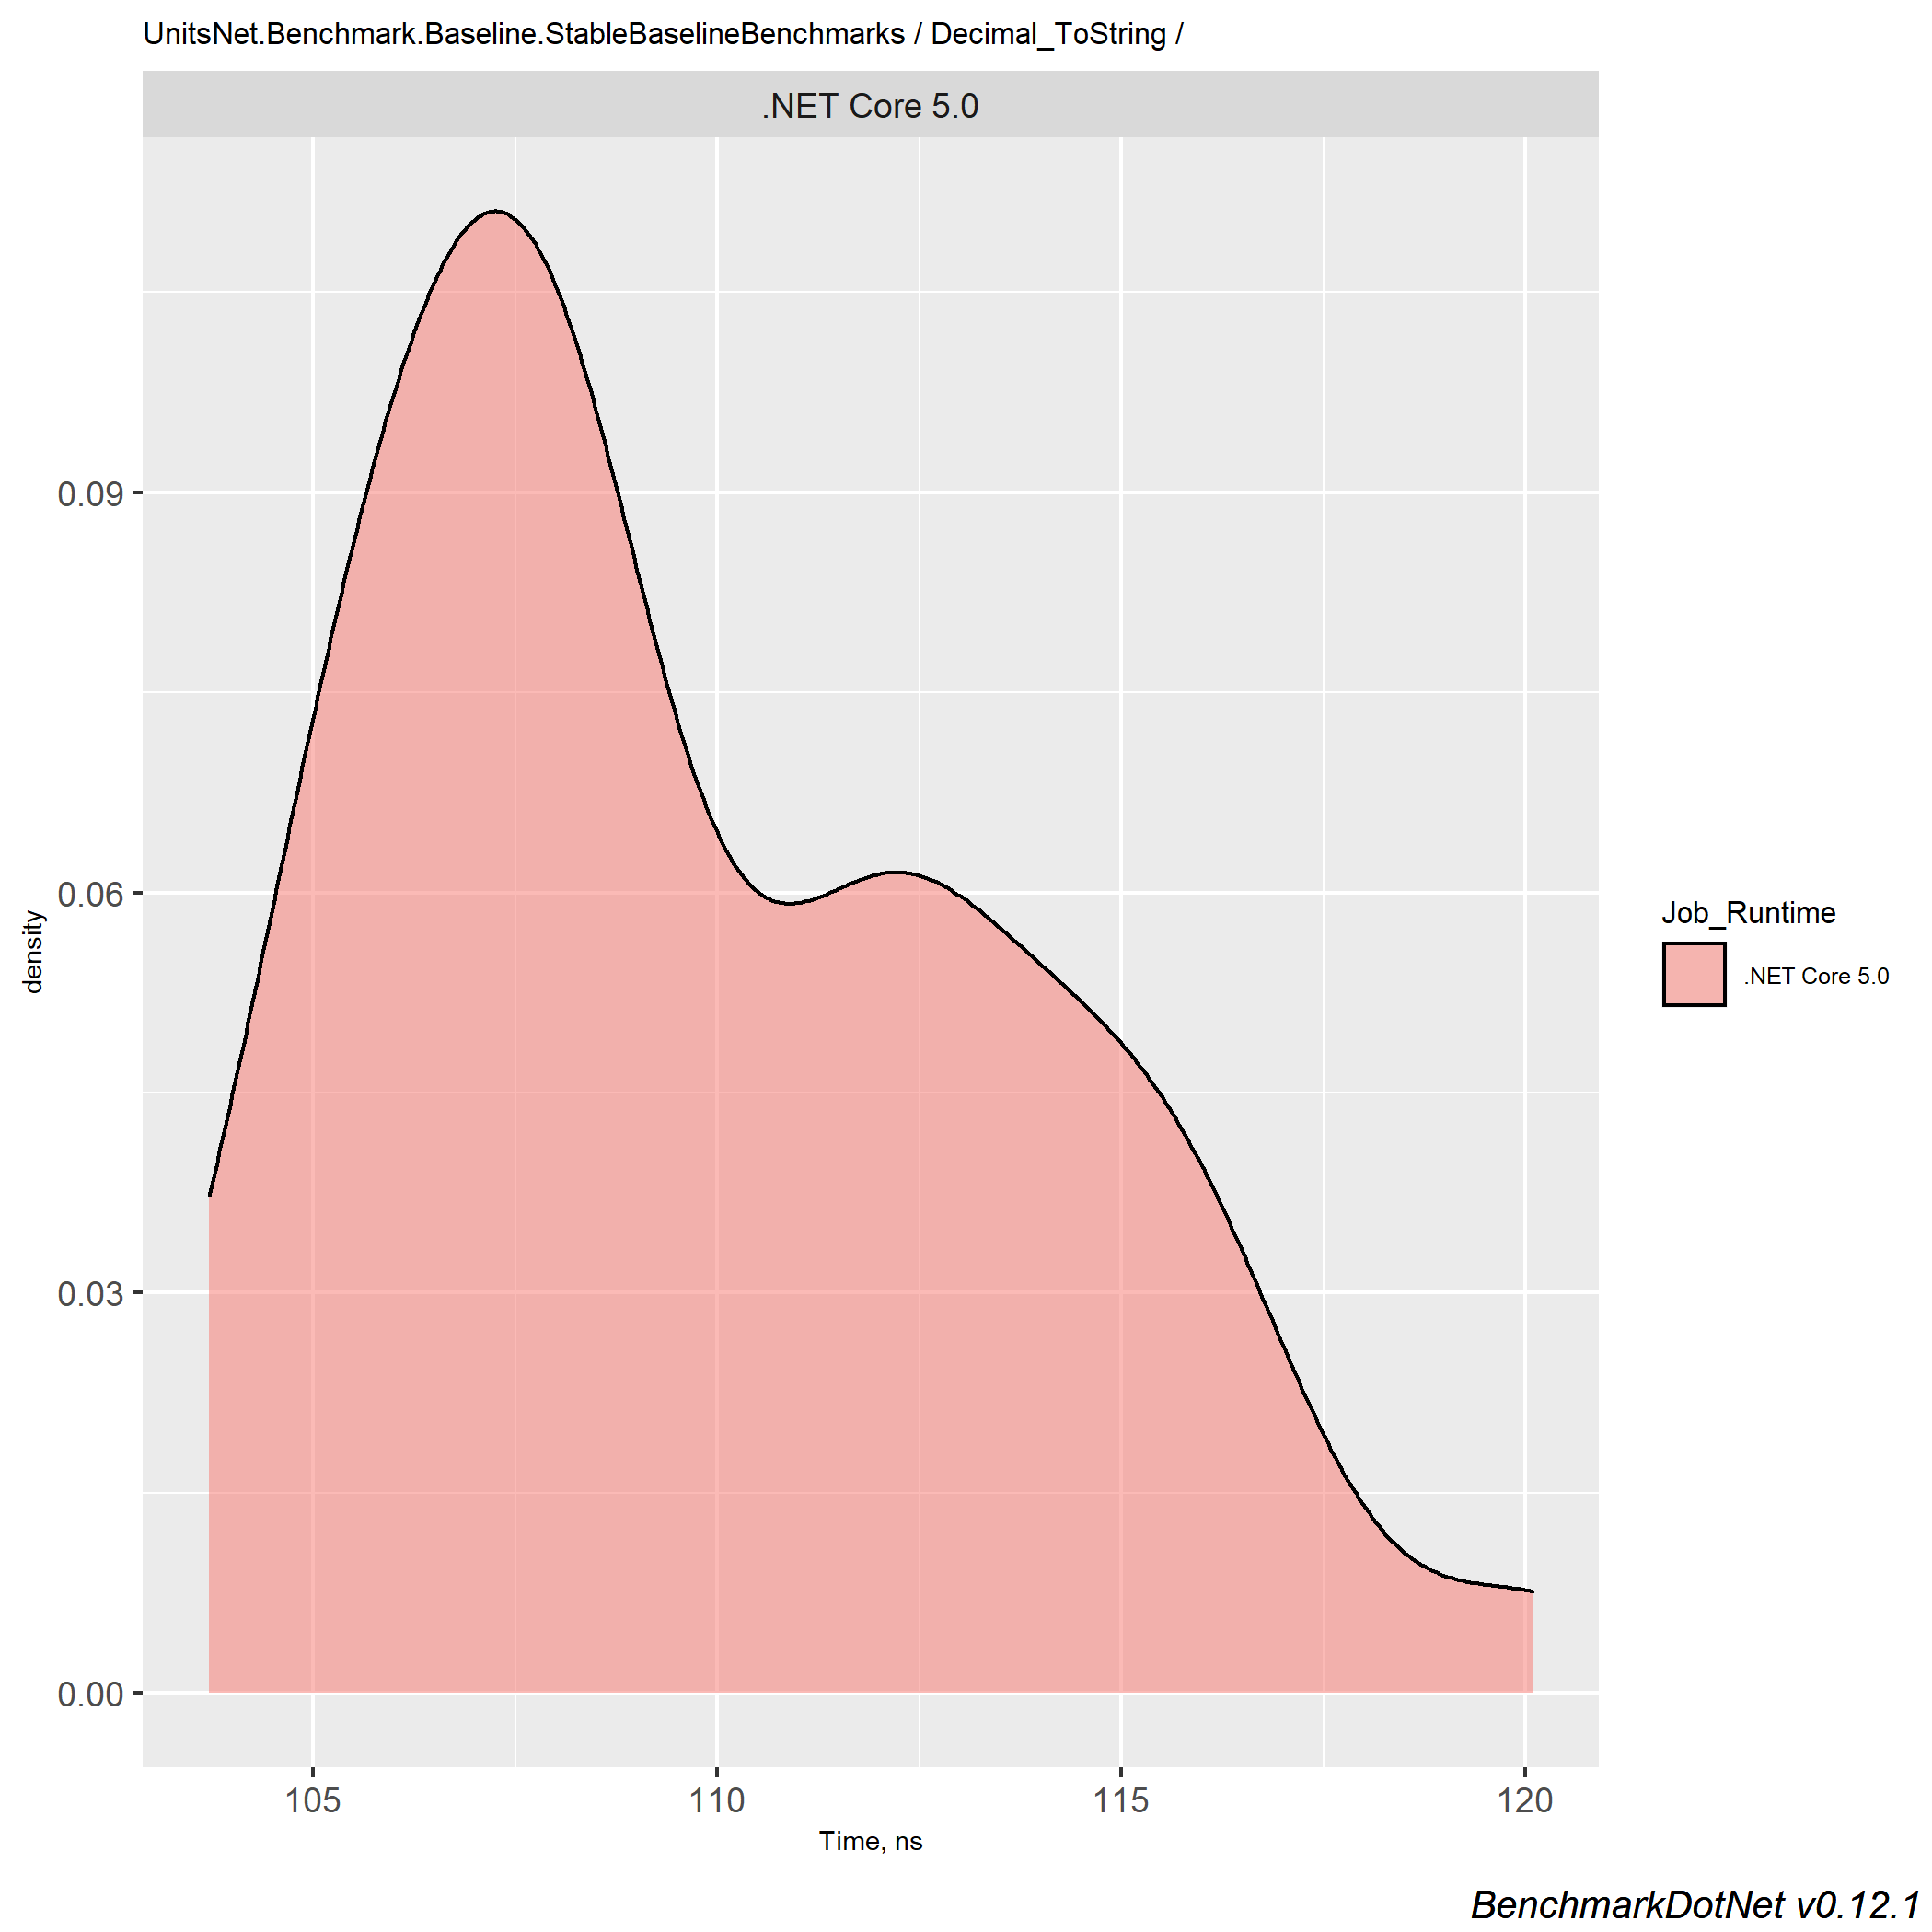 UnitsNet.Benchmark.Baseline.StableBaselineBenchmarks / Decimal_ToString /
.NET Core 5.0
0.09
0.06
0.03
0.00
density
105 110 115 120
Time, ns
Job_Runtime
.NET Core 5.0
BenchmarkDotNet v0.12.1